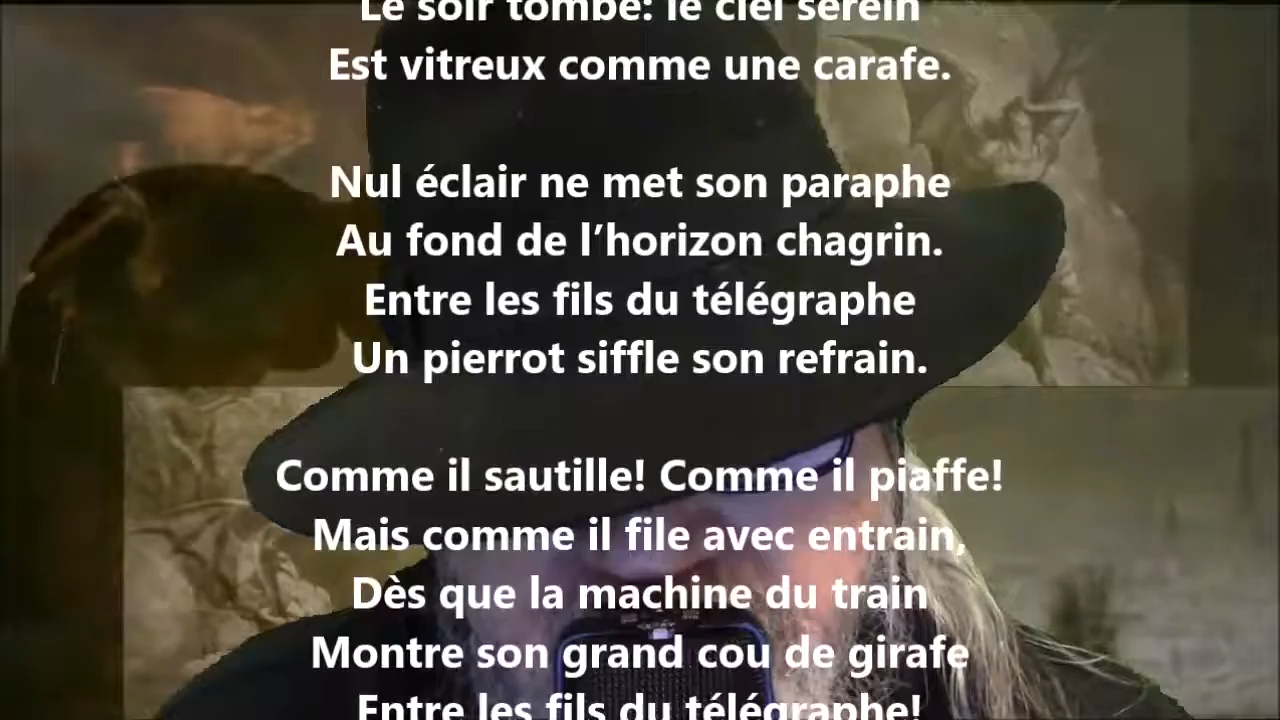 Le soir tombe: le ciel serein
Est vitreux comme une carafe.
Nul éclair ne met son paraphe
Au fond de l’horizon chagrin.
Entre les fils du télégraphe
Un pierrot siffle son refrain.
Comme il sautille! Comme il piaffe!
Mais comme il file avec entrain,
Dès que la machine du train
Montre son grand cou de girafe
Entre les fils du télégraphe!